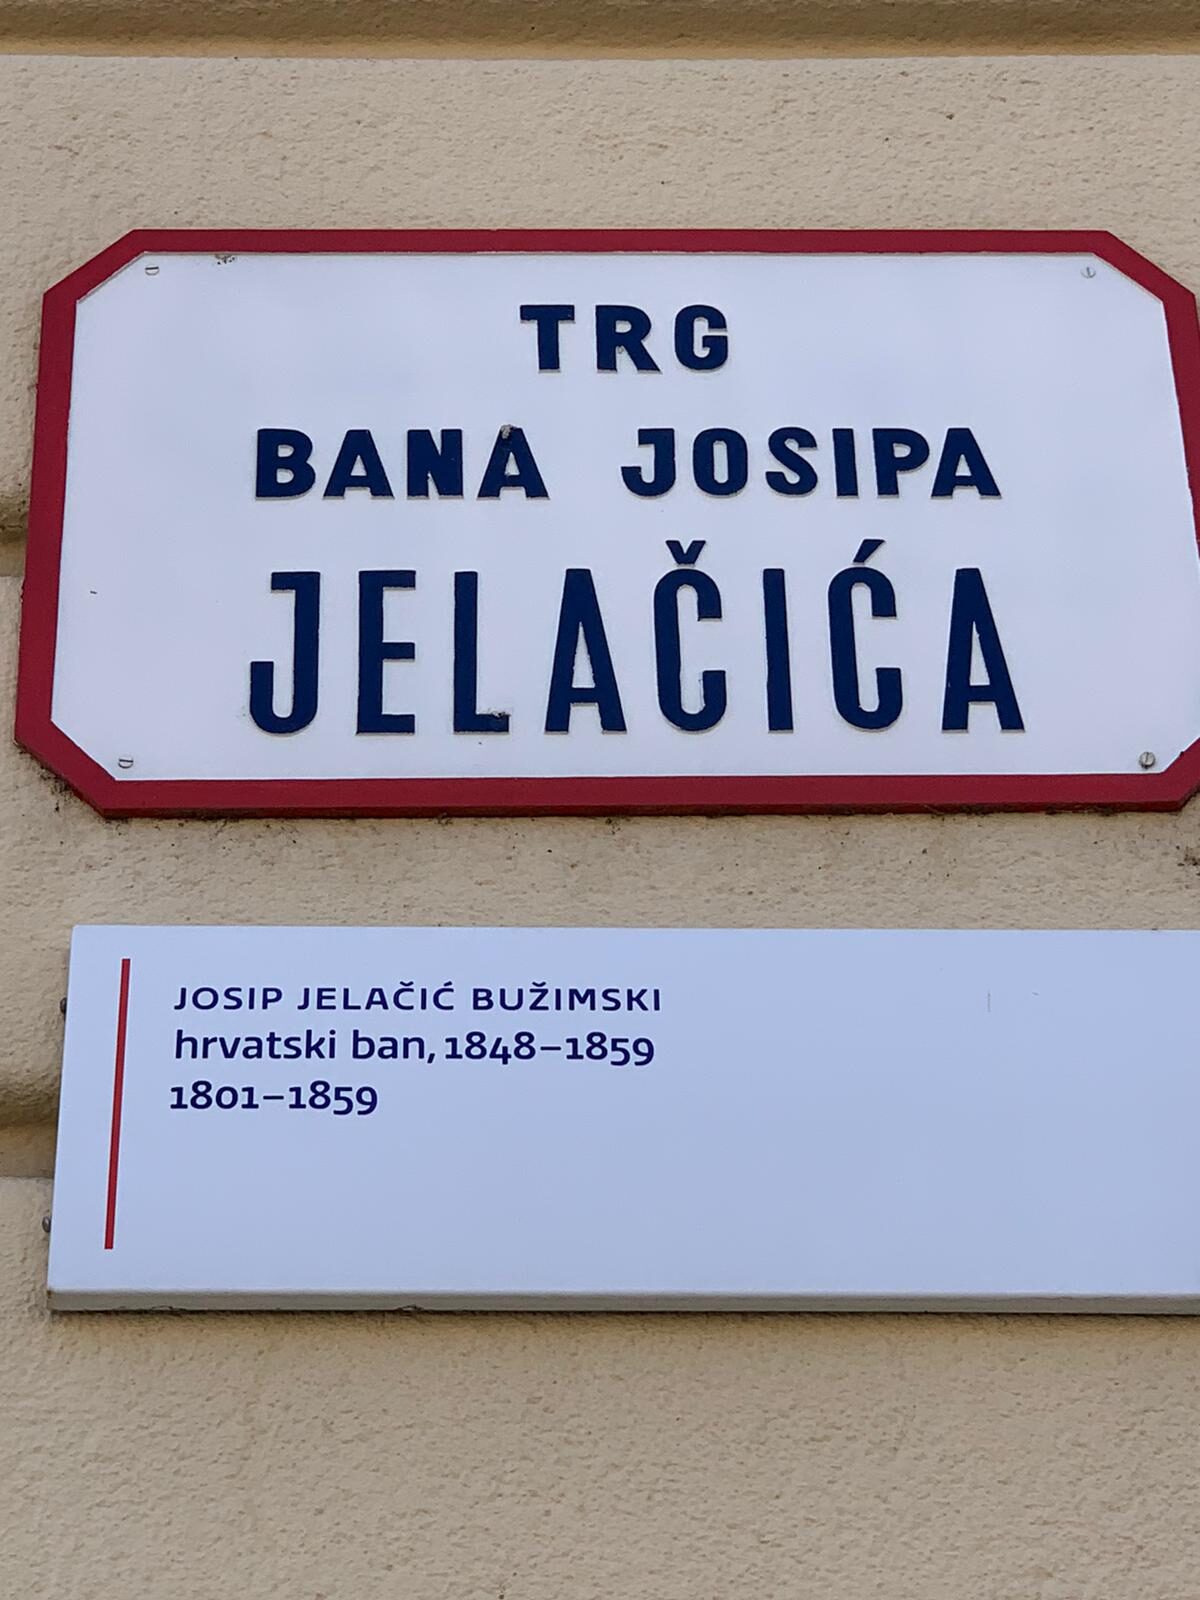 TRG
BANA JOSIPA
JELAČIĆA
JOSIP JELAČIĆ BUŽIMSKI
hrvatski ban, 1848–1859
1801–1859